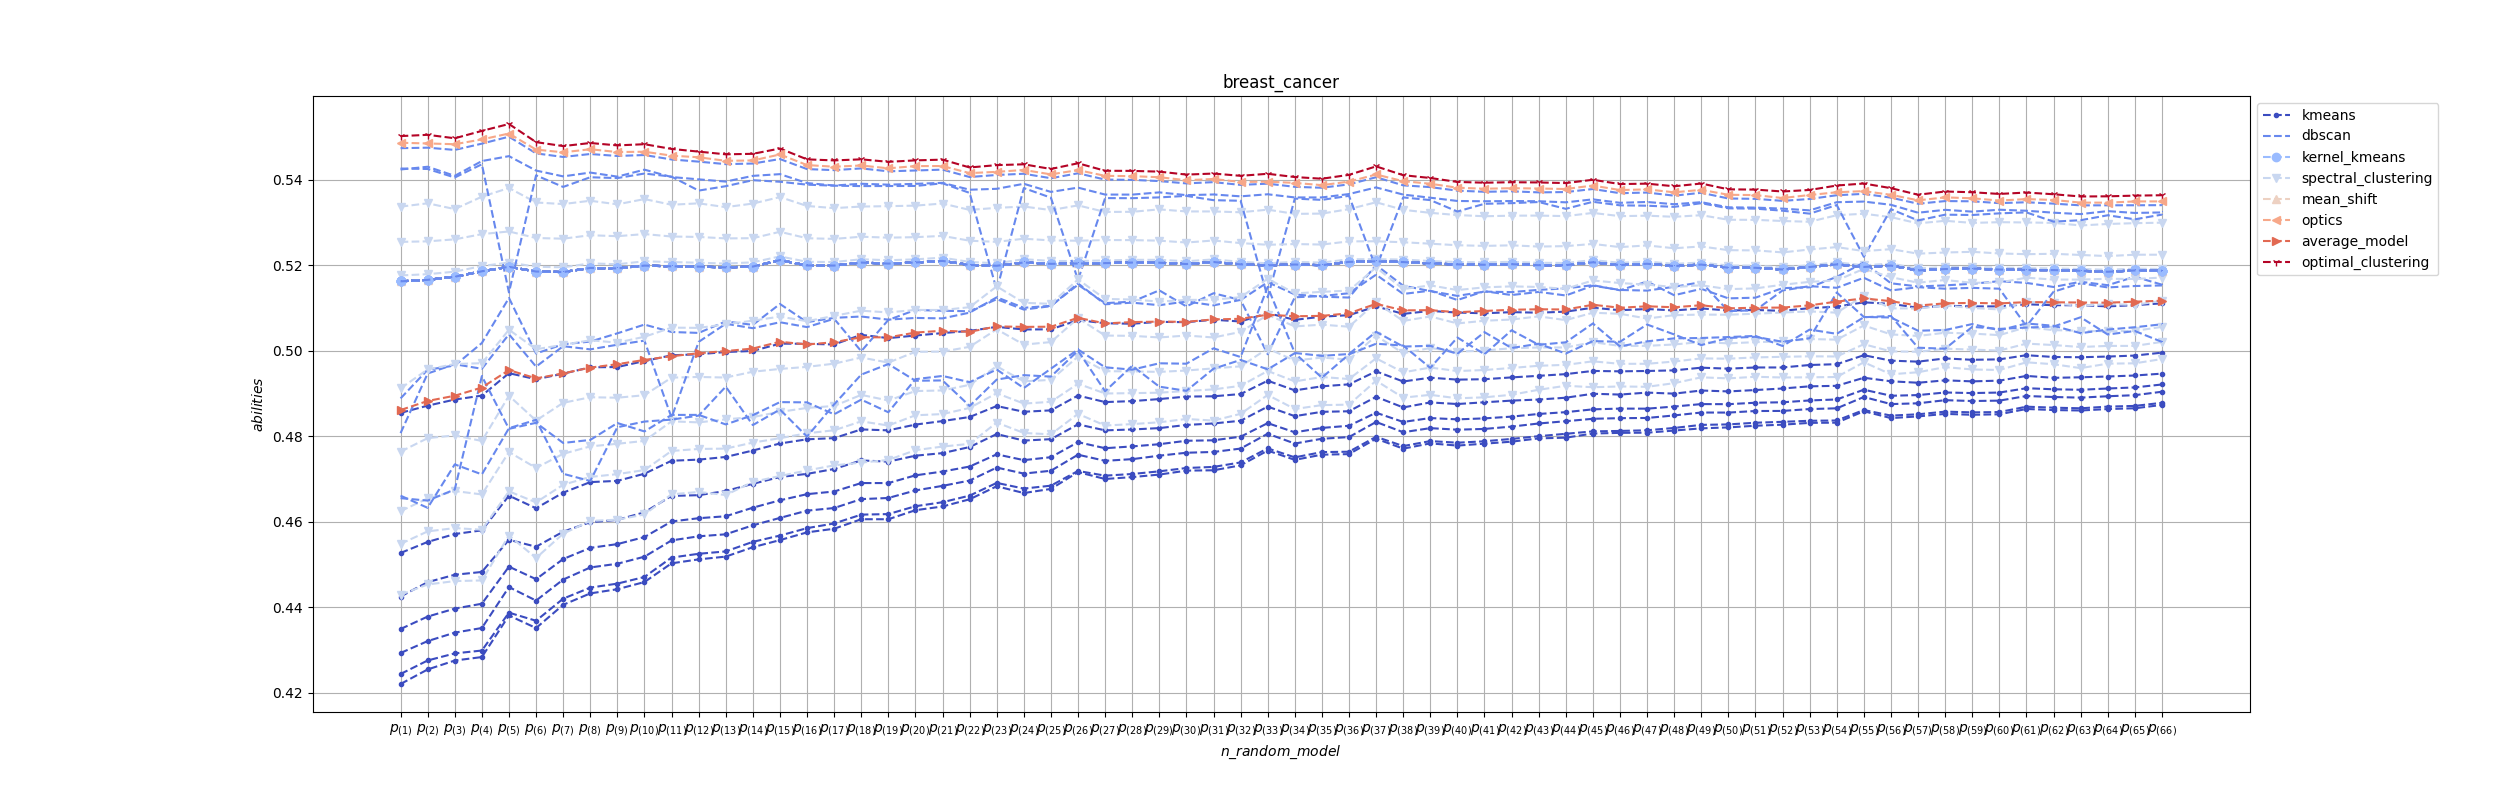 breast_cancer
kmeans
dbscan
kernel_kmeans
spectral_clustering
mean_shift
optics
average_model
optimal_clustering
abilities
0.54
0.52
0.50
0.48
0.46
0.44
0.42
p(1) p(2) p(3) p(4) p(5) p(6) p(7) p(8) p(9) p(10) p(11) p(12) p(13) p(14) p(15) p(16) p(17) p(18) p(19) p(20) p(21) p(22) p(23) p(24) p(25) p(26) p(27) p(28) p(29) p(30) p(31) p(32) p(33) p(34) p(35) p(36) p(37) p(38) p(39) p(40) p(41) p(42) p(43) p(44) p(45) p(46) p(47) p(48) p(49) p(50) p(51) p(52) p(53) p(54) p(55) p(56) p(57) p(58) p(59) p(60) p(61) p(62) p(63) p(64) p(65) p(66)
n_random_model